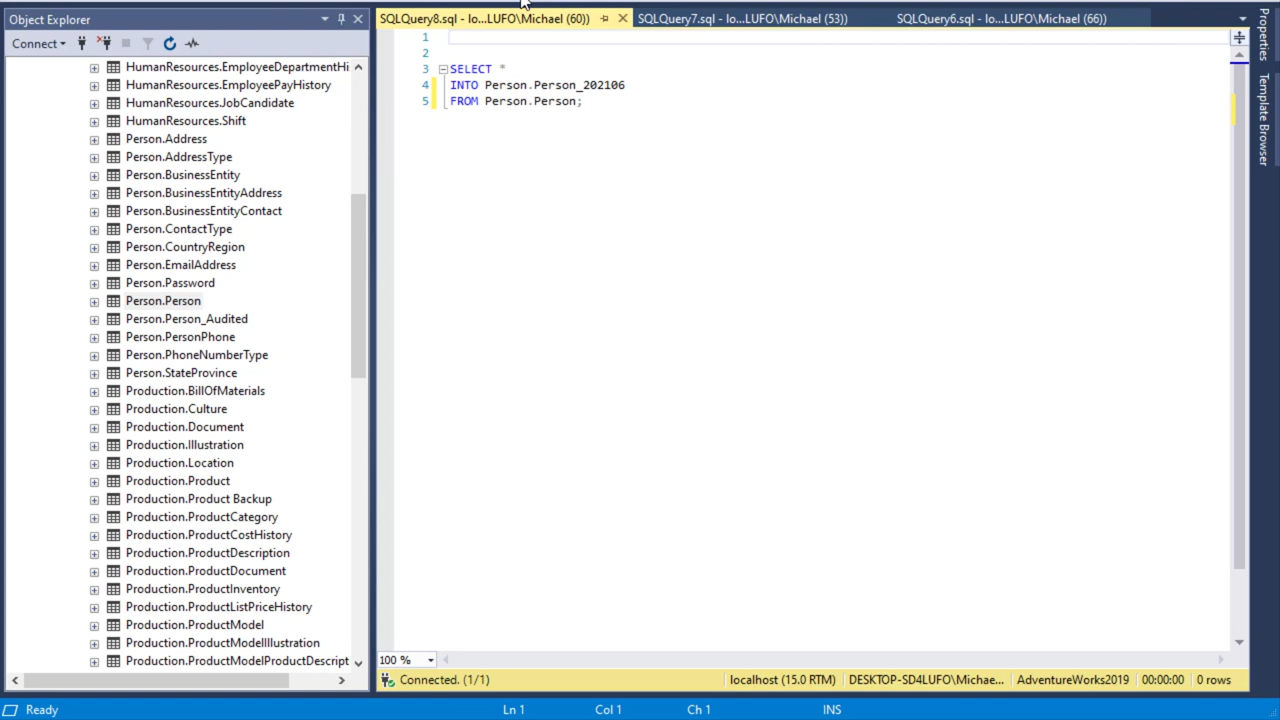 Object Explorer
Connect
HumanResources.EmployeeDepartmentHi
HumanResources.EmployeePayHistory
HumanResources.JobCandidate
HumanResources.Shift
Person.Address
Person.AddressType
Person.BusinessEntity
Person.BusinessEntityAddress
Person.BusinessEntityContact
Person.ContactType
Person.CountryRegion
Person.EmailAddress
Person.Password
Person.Person
Person.Person_Audited
Person.PersonPhone
Person.PhoneNumberType
Person.StateProvince
Production.BillOfMaterials
Production.Culture
Production.Document
Production.Illustration
Production.Location
Production.Product
Production.Product Backup
Production.ProductCategory
Production.ProductCostHistory
Production.ProductDescription
Production.ProductDocument
Production.ProductInventory
Production.ProductListPriceHistory
Production.ProductModel
Production.ProductModelIllustration
Production.ProductModelProductDescript
SQLQuery8.sql - lo...LUFO\Michael (60))
SQLQuery7.sql - lo...LUFO\Michael (53))
SQLQuery6.sql - lo...LUFO\Michael (66))
1
2
3 SELECT *
4 INTO Person.Person_202106
5 FROM Person.Person;
100 %
Connected. (1/1)
localhost (15.0 RTM)
DESKTOP-SD4LUFO\Michae...
AdventureWorks2019
00:00:00
0 rows
Properties
Template Browser
Ready
Ln 1
Col 1
Ch 1
INS